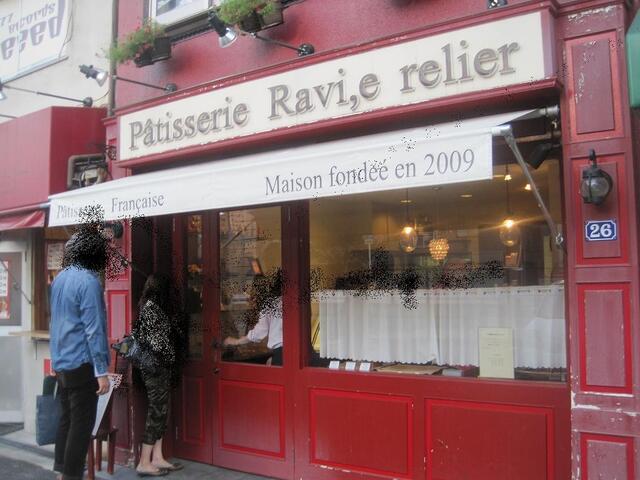 Pâtisserie Ravi,e relier
Pâtisserie Française
Maison fondée en 2009
26